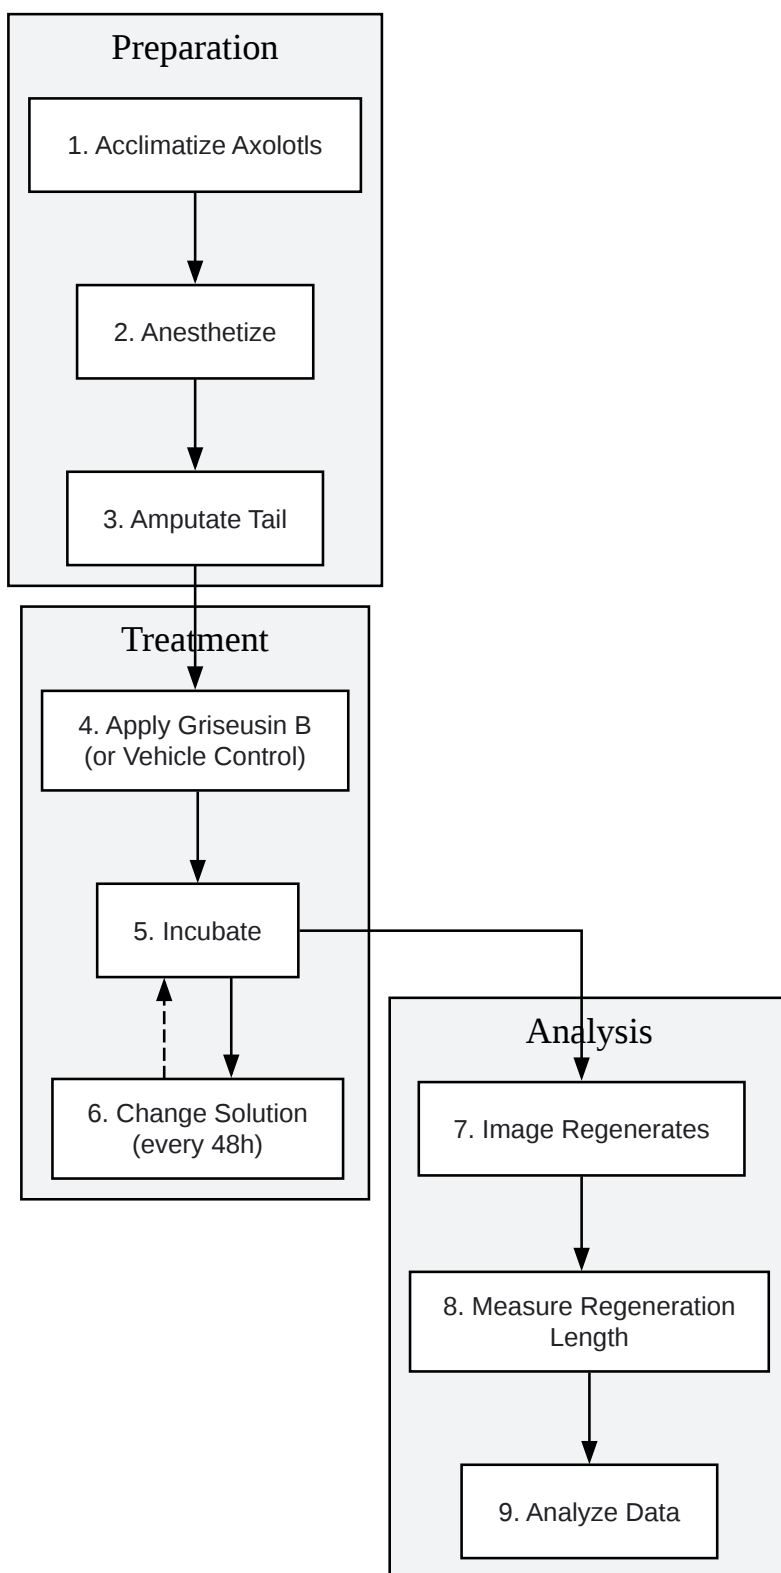 Preparation
1. Acclimatize Axolotls
2. Anesthetize
3. Amputate Tail
Treatment
4. Apply Griseusin B
(or Vehicle Control)
5. Incubate
6. Change Solution
(every 48h)
Analysis
7. Image Regenerates
8. Measure Regeneration
Length
9. Analyze Data